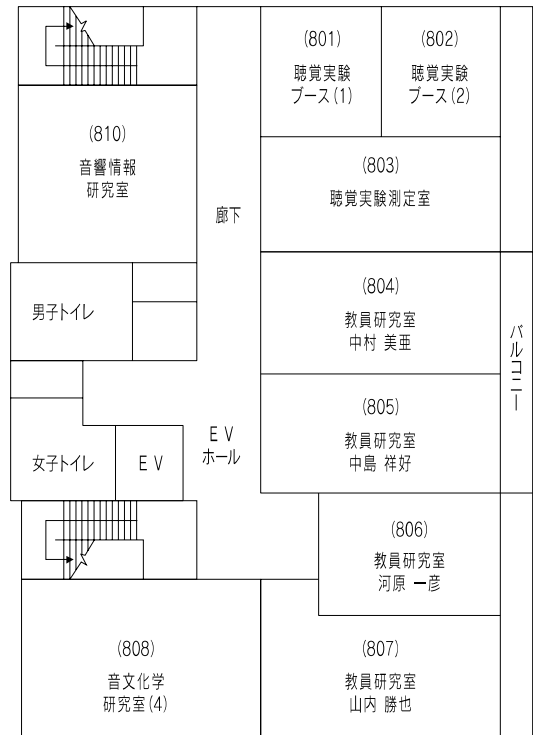 (801)
聴覚実験
ブース(1)
(802)
聴覚実験
ブース(2)
(810)
音響情報
研究室
(803)
聴覚実験測定室
廊下
(804)
教員研究室
中村 美亜
男子トイレ
バルコニー
(805)
教員研究室
中島 祥好
EV
ホール
女子トイレ
EV
(806)
教員研究室
河原 一彦
(808)
音文化学
研究室(4)
(807)
教員研究室
山内 勝也